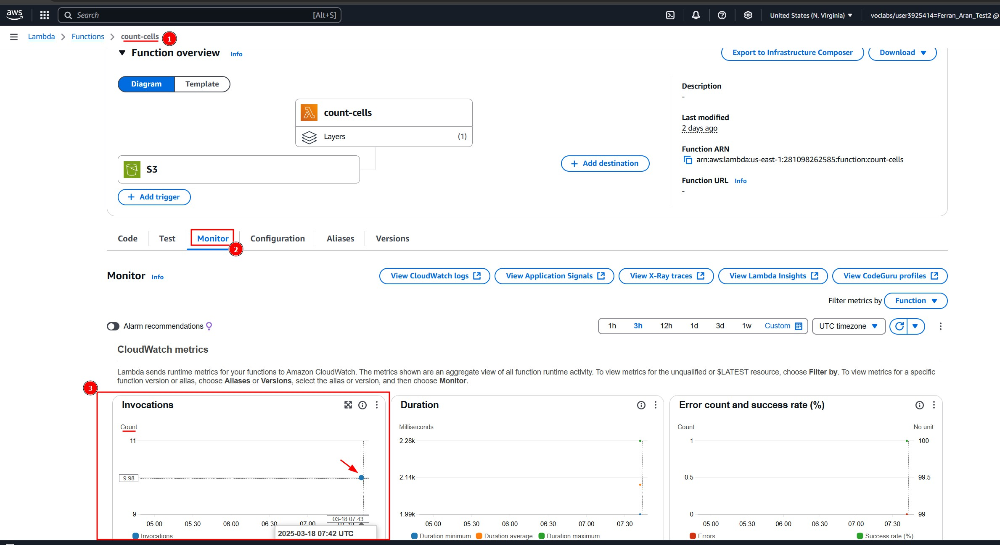 aws
Search
[Alt+S]
United States (N. Virginia)
voclabs/user3925414=Ferran_Aran_Test2 @
Lambda
Functions
count-cells
1
Function overview
Info
Export to Infrastructure Composer
Download
Diagram
Template
count-cells
Layers
(1)
S3
Add trigger
Add destination
Description
-
Last modified
2 days ago
Function ARN
arn:aws:lambda:us-east-1:281098262585:function:count-cells
Function URL Info
-
Code
Test
Monitor
2
Configuration
Aliases
Versions
Monitor
Info
View CloudWatch logs
View Application Signals
View X-Ray traces
View Lambda Insights
View CodeGuru profiles
Filter metrics by
Function
Alarm recommendations
1h
3h
12h
1d
3d
1w
Custom
UTC timezone
CloudWatch metrics
Lambda sends runtime metrics for your functions to Amazon CloudWatch. The metrics shown are an aggregate view of all function runtime activity. To view metrics for the unqualified or $LATEST resource, choose Filter by. To view metrics for a specific
function version or alias, choose Aliases or Versions, select the alias or version, and then choose Monitor.
3
Invocations
Count
11
9.98
9
05:00
05:30
06:00
06:30
07:00
07:30
03-18 07:43
2025-03-18 07:42 UTC
Invocations
Duration
Milliseconds
2.28k
2.14k
1.99k
05:00
05:30
06:00
06:30
07:00
07:30
Duration minimum
Duration average
Duration maximum
Error count and success rate (%)
Count
No unit
1
0.5
0
100
99.5
99
05:00
05:30
06:00
06:30
07:00
07:30
Errors
Success rate (%)